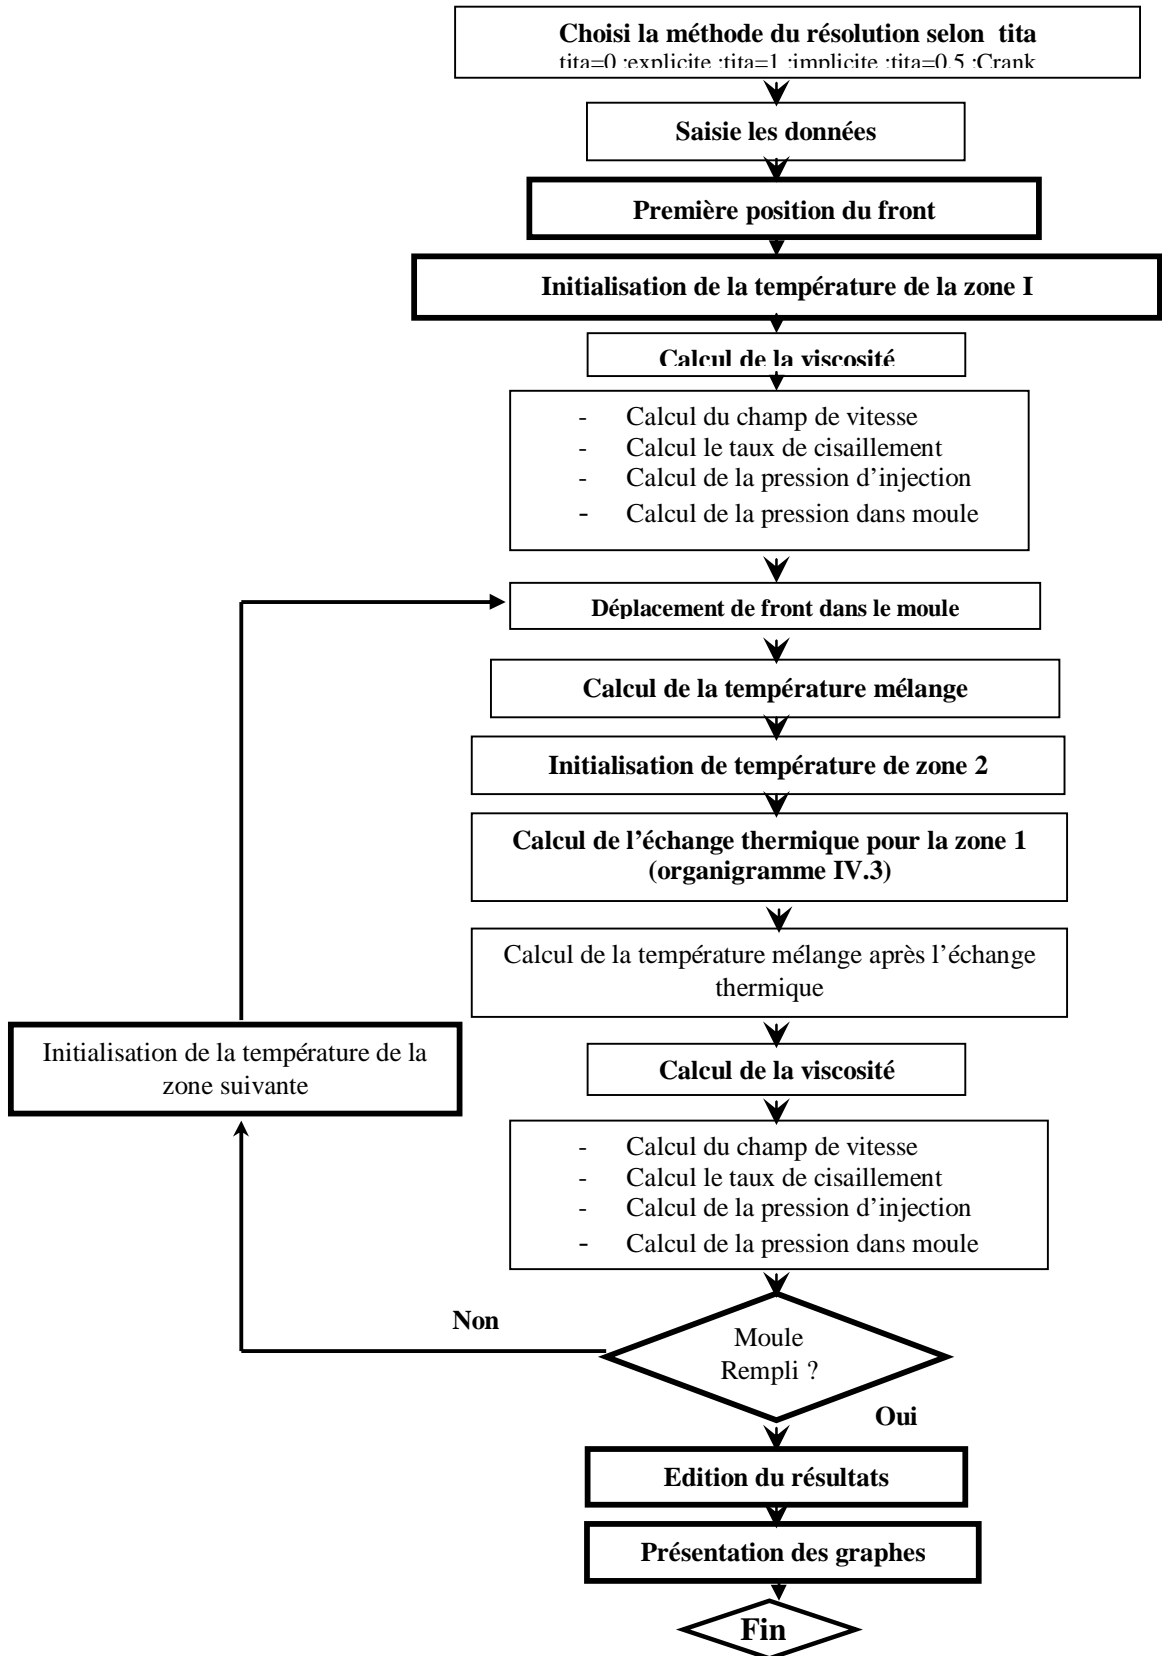 Choisi la méthode du résolution selon tita
tita=0 :explicite ;tita=1 :implicite ;tita=0.5 :Crank
Saisie les données
Première position du front
Initialisation de la température de la zone I
Calcul de la viscosité
- Calcul du champ de vitesse
- Calcul le taux de cisaillement
- Calcul de la pression d’injection
- Calcul de la pression dans moule
Déplacement de front dans le moule
Calcul de la température mélange
Initialisation de température de zone 2
Calcul de l’échange thermique pour la zone 1
(organigramme IV.3)
Calcul de la température mélange après l’échange
thermique
Initialisation de la température de la
zone suivante
Calcul de la viscosité
- Calcul du champ de vitesse
- Calcul le taux de cisaillement
- Calcul de la pression d’injection
- Calcul de la pression dans moule
Non
Moule
Rempli ?
Oui
Edition du résultats
Présentation des graphes
Fin